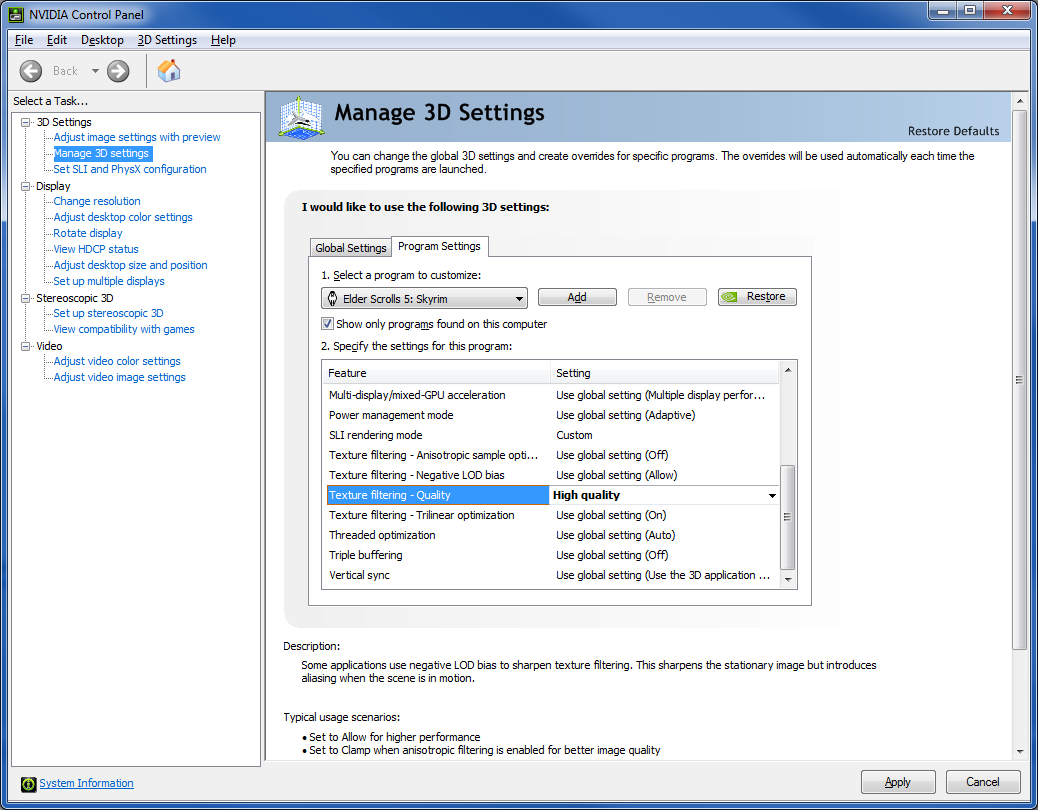 NVIDIA Control Panel
File Edit Desktop 3D Settings Help
Back
Select a Task...
3D Settings
Adjust image settings with preview
Manage 3D settings
Set SLI and PhysX configuration
Display
Change resolution
Adjust desktop color settings
Rotate display
View HDCP status
Adjust desktop size and position
Set up multiple displays
Stereoscopic 3D
Set up stereoscopic 3D
View compatibility with games
Video
Adjust video color settings
Adjust video image settings
System Information
Manage 3D Settings
Restore Defaults
You can change the global 3D settings and create overrides for specific programs. The overrides will be used automatically each time the
specified programs are launched.
I would like to use the following 3D settings:
Global Settings Program Settings
1. Select a program to customize:
Elder Scrolls 5: Skyrim Add Remove Restore
Show only programs found on this computer
2. Specify the settings for this program:
Feature Setting
Multi-display/mixed-GPU acceleration Use global setting (Multiple display perfor...
Power management mode Use global setting (Adaptive)
SLI rendering mode Custom
Texture filtering - Anisotropic sample opti... Use global setting (Off)
Texture filtering - Negative LOD bias Use global setting (Allow)
Texture filtering - Quality High quality
Texture filtering - Trilinear optimization Use global setting (On)
Threaded optimization Use global setting (Auto)
Triple buffering Use global setting (Off)
Vertical sync Use global setting (Use the 3D application ...
Description:
Some applications use negative LOD bias to sharpen texture filtering. This sharpens the stationary image but introduces
aliasing when the scene is in motion.
Typical usage scenarios:
• Set to Allow for higher performance
• Set to Clamp when anisotropic filtering is enabled for better image quality
Apply Cancel